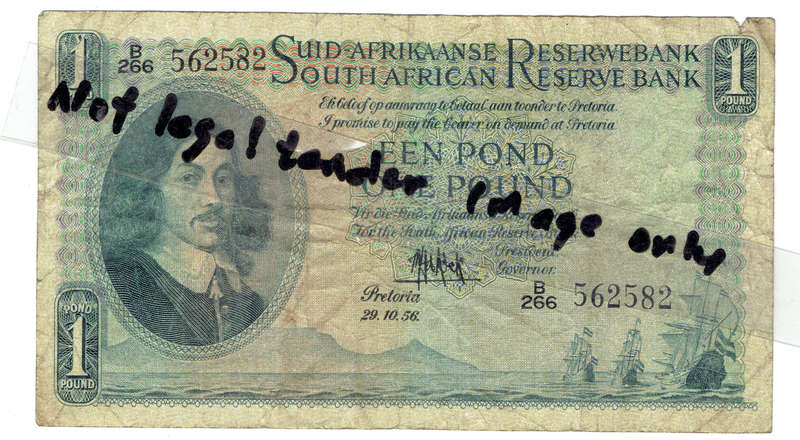 1
B/266 562582 SUID-AFRIKAANSE RESERWEBANK
SOUTH AFRICAN RESERVE BANK
1
POUND
Not legal tender Image only
Ek beloof op aanvraag te betaal aan toonder te Pretoria
I promise to pay the Bearer on demand at Pretoria
EEN POND
ONE POUND
Vir die Suid-Afrikaanse
For the South African Reserve
President
Governor
Pretoria
29.10.56.
B/266 562582
POND
1
POUND